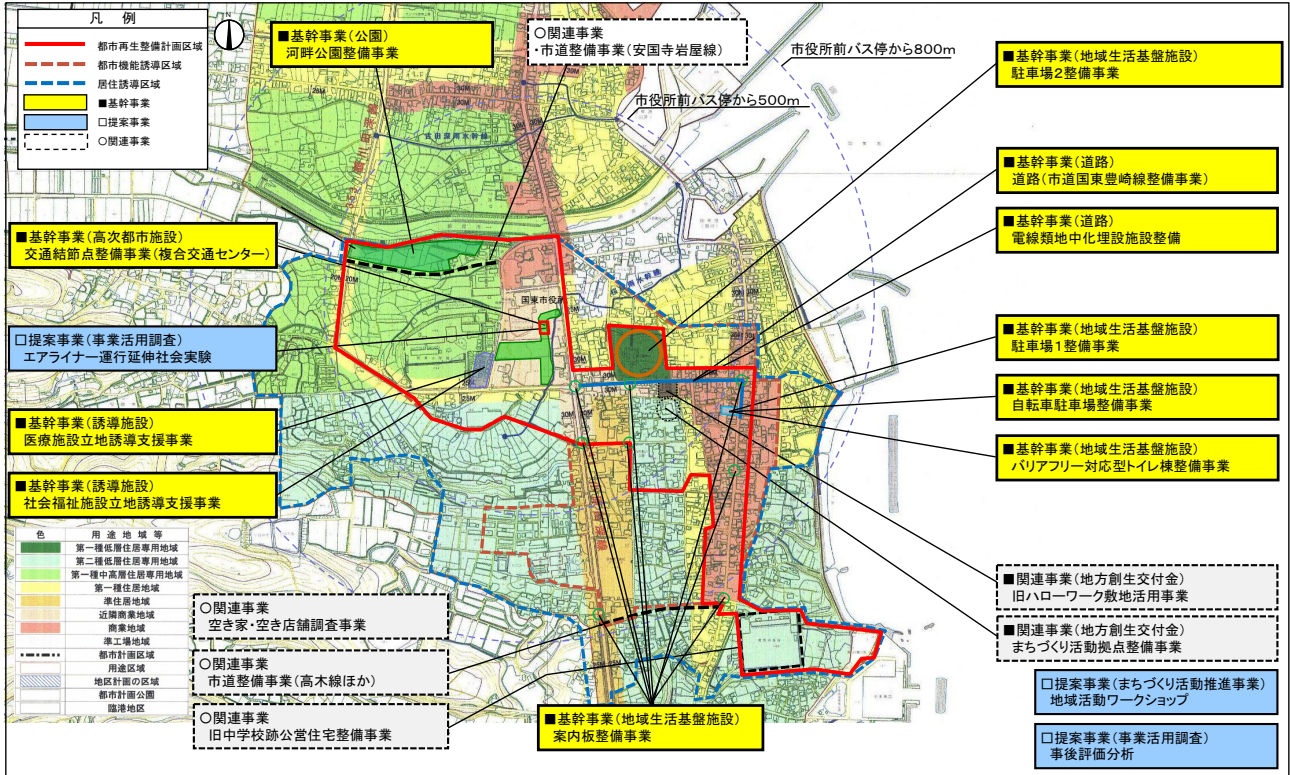 凡 例
都市再生整備計画区域
都市機能誘導区域
居住誘導区域
■基幹事業
□提案事業
○関連事業
N
■基幹事業(公園)
河畔公園整備事業
○関連事業
・市道整備事業(安国寺岩屋線)
市役所前バス停から800m
市役所前バス停から500m
■基幹事業(地域生活基盤施設)
駐車場2整備事業
■基幹事業(道路)
道路(市道国東豊崎線整備事業)
■基幹事業(道路)
電線類地中化埋設施設整備
■基幹事業(高次都市施設)
交通結節点整備事業(複合交通センター)
国東市役所
□提案事業(事業活用調査)
エアライナー運行延伸社会実験
■基幹事業(地域生活基盤施設)
駐車場1整備事業
■基幹事業(地域生活基盤施設)
自転車駐車場整備事業
■基幹事業(地域生活基盤施設)
バリアフリー対応型トイレ棟整備事業
■基幹事業(誘導施設)
医療施設立地誘導支援事業
■基幹事業(誘導施設)
社会福祉施設立地誘導支援事業
色 用途地域等
第一種低層住居専用地域
第二種低層住居専用地域
第一種中高層住居専用地域
第一種住居地域
準住居地域
近隣商業地域
商業地域
準工場地域
都市計画区域
用途区域
地区計画の区域
都市計画公園
臨港地区
○関連事業
空き家・空き店舗調査事業
○関連事業
市道整備事業(高木線ほか)
○関連事業
旧中学校跡公営住宅整備事業
■基幹事業(地域生活基盤施設)
案内板整備事業
■関連事業(地方創生交付金)
旧ハローワーク敷地活用事業
■関連事業(地方創生交付金)
まちづくり活動拠点整備事業
□提案事業(まちづくり活動推進事業)
地域活動ワークショップ
□提案事業(事業活用調査)
事後評価分析